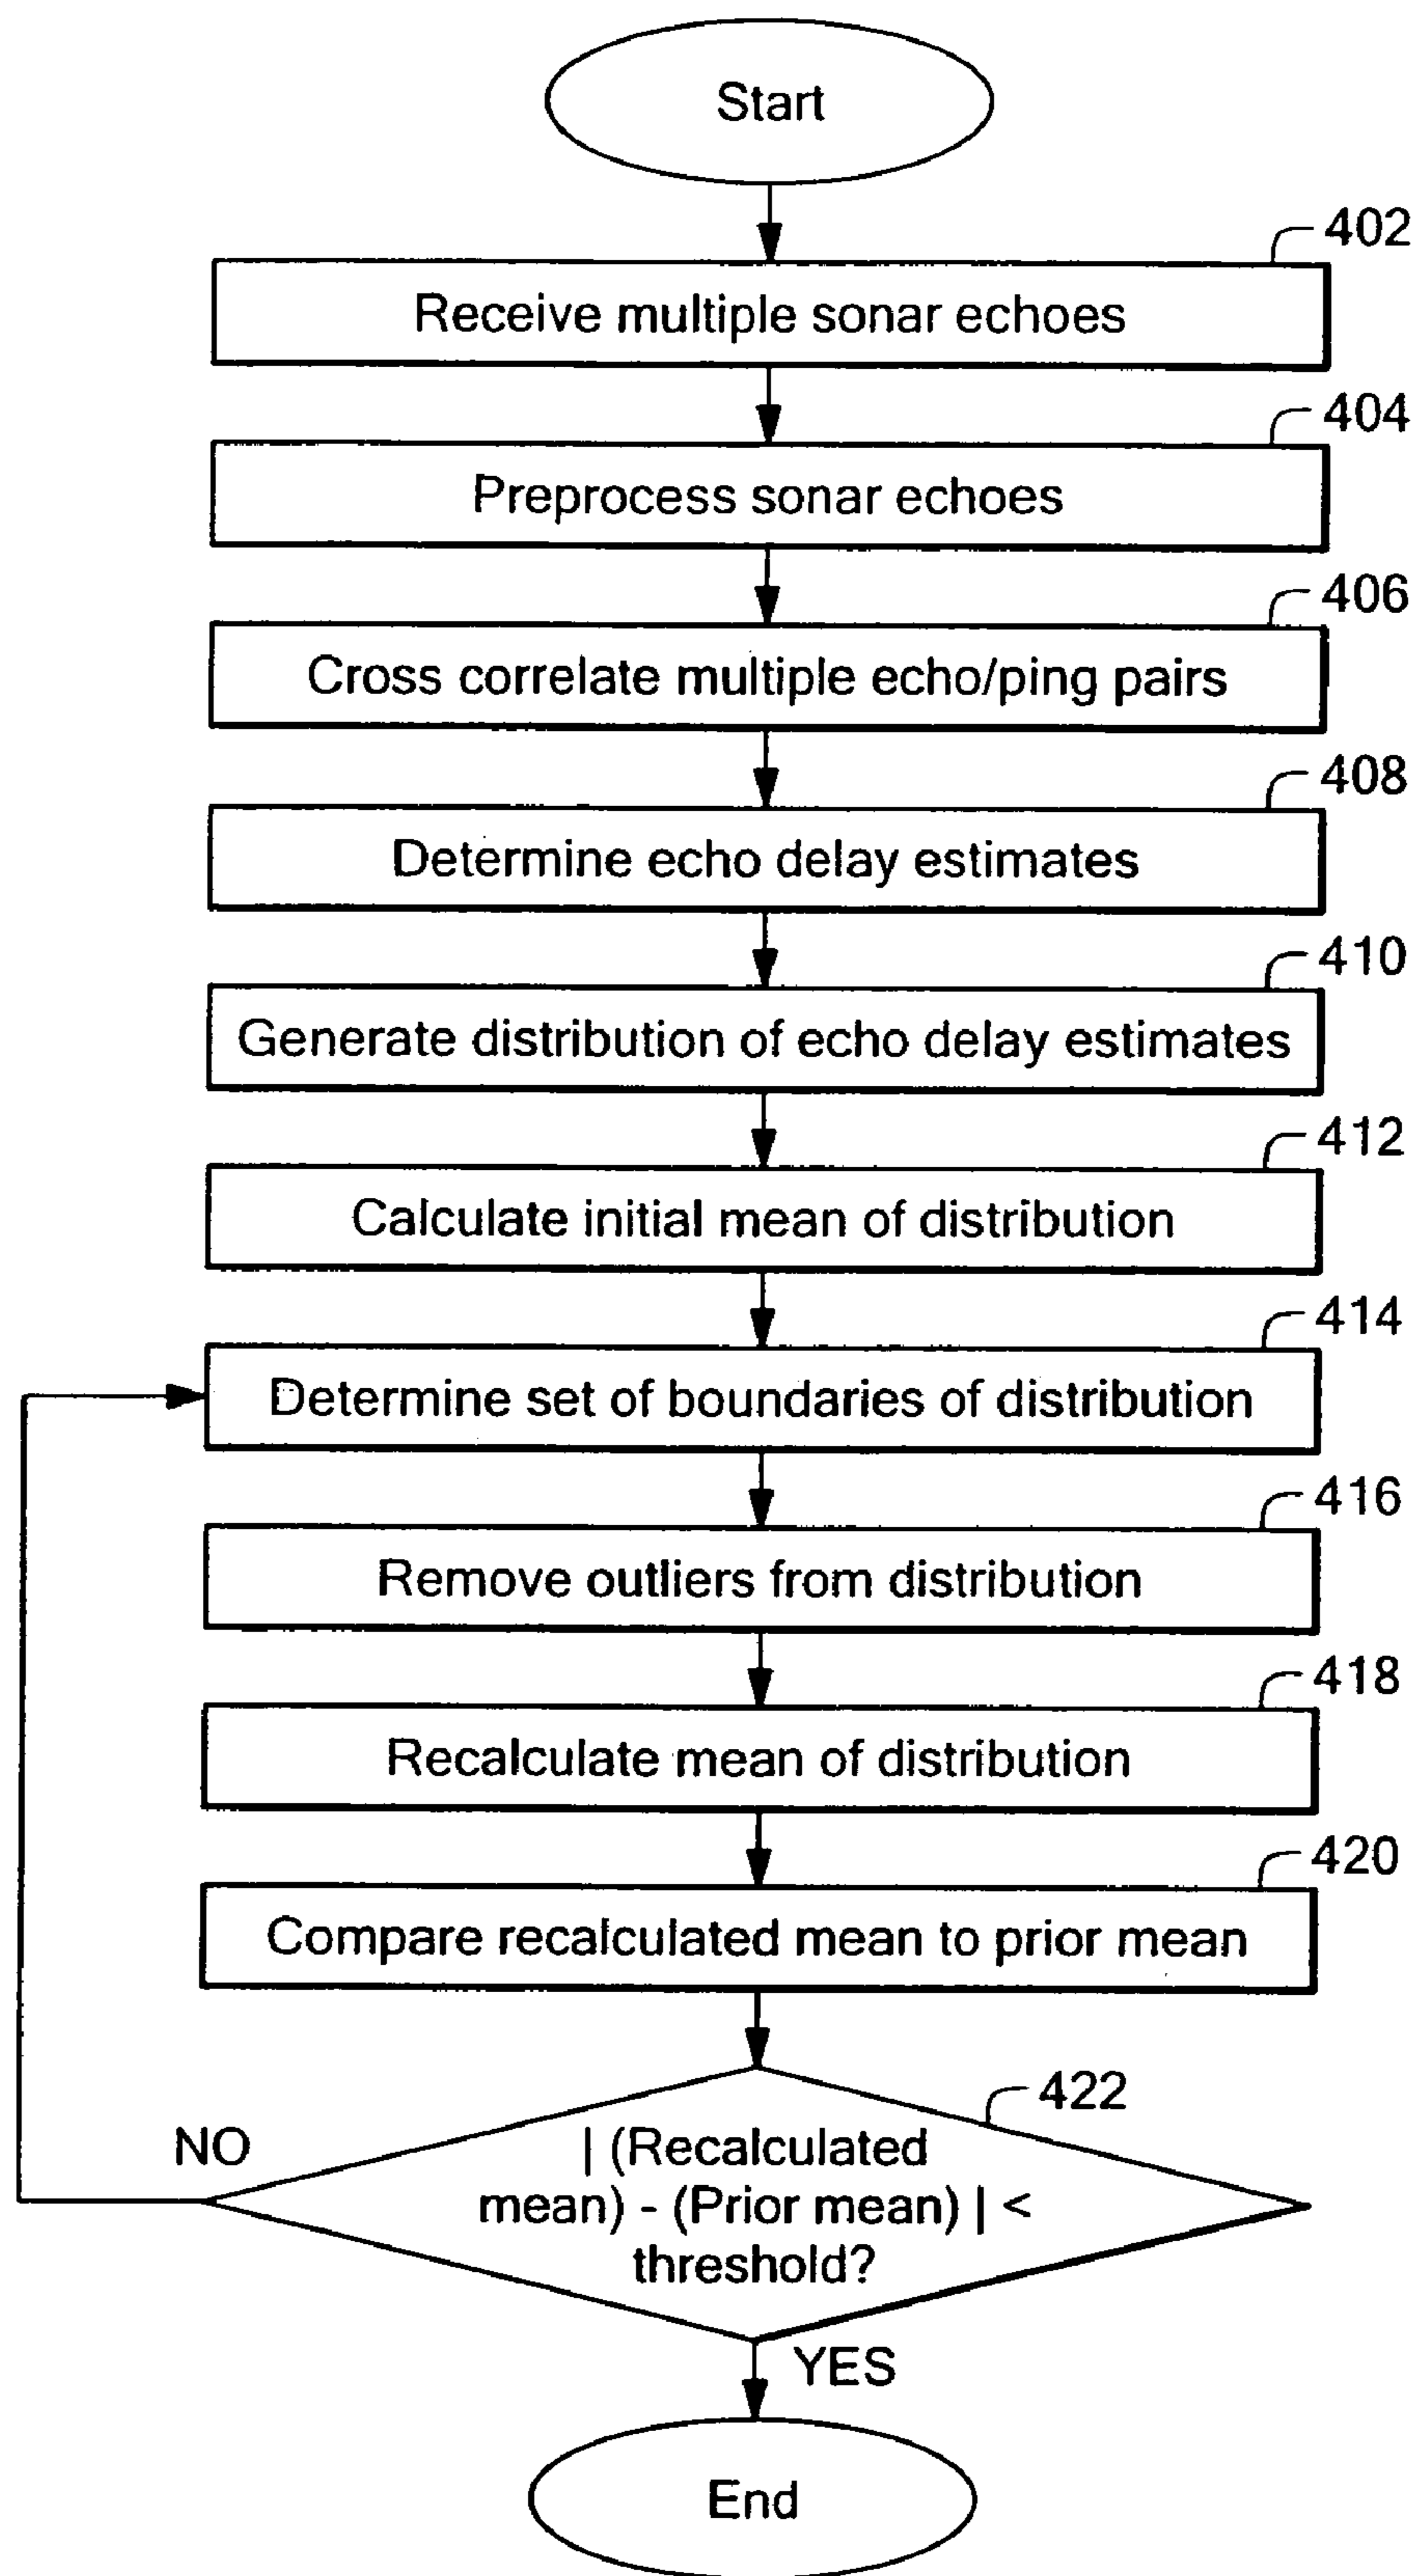 Start
402
Receive multiple sonar echoes
404
Preprocess sonar echoes
406
Cross correlate multiple echo/ping pairs
408
Determine echo delay estimates
410
Generate distribution of echo delay estimates
412
Calculate initial mean of distribution
414
Determine set of boundaries of distribution
416
Remove outliers from distribution
418
Recalculate mean of distribution
420
Compare recalculated mean to prior mean
422
NO
| (Recalculated
mean) - (Prior mean) | <
threshold?
YES
End